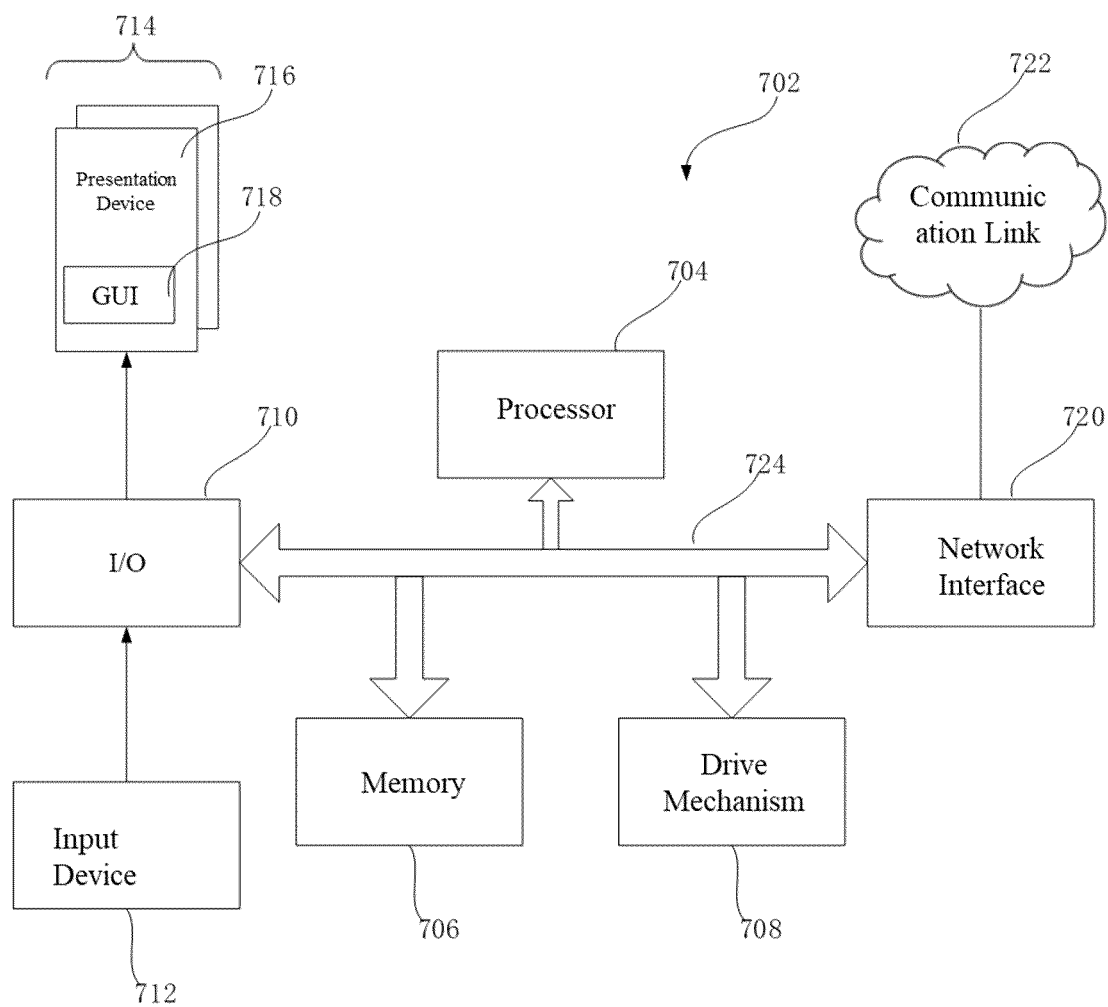 714
716
702
722
Presentation
Device
718
GUI
Communic
ation Link
704
Processor
710
724
720
I/O
Network
Interface
Memory
Drive
Mechanism
Input
Device
706
708
712